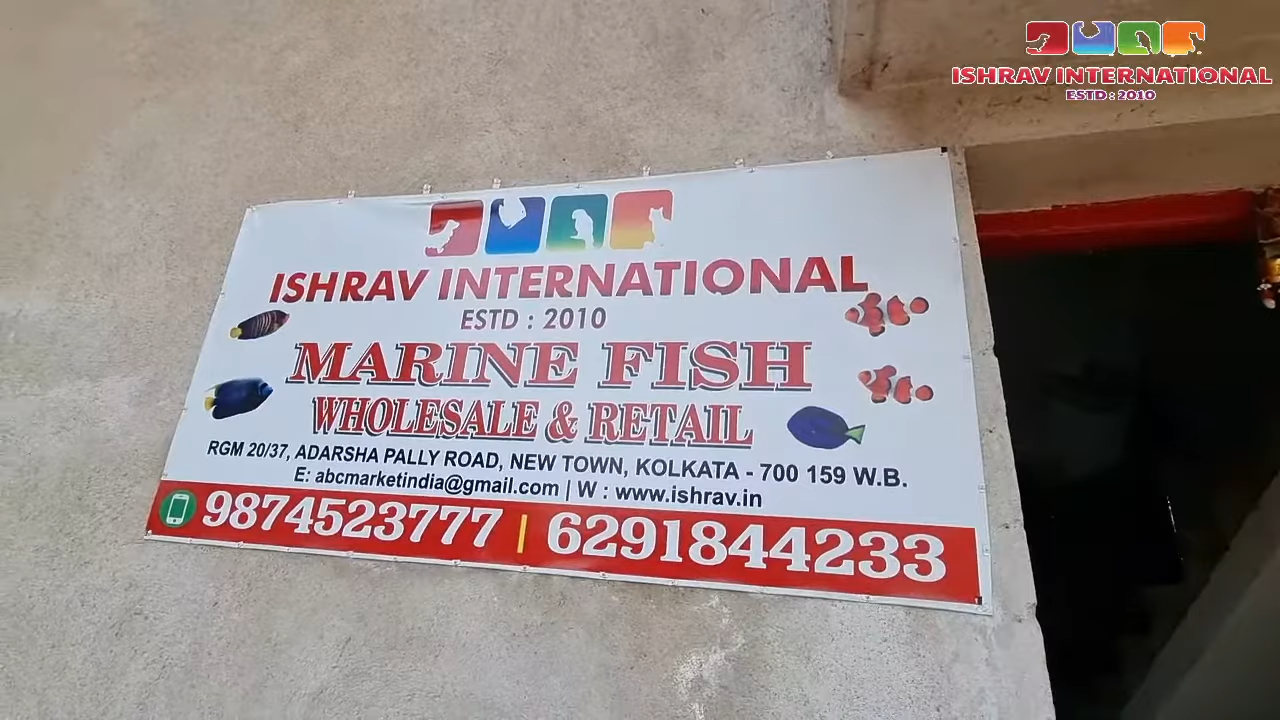 ISHRAV INTERNATIONAL
ESTD : 2010
ISHRAV INTERNATIONAL
ESTD : 2010
MARINE FISH
WHOLESALE & RETAIL
RGM 20/37, ADARSHA PALLY ROAD, NEW TOWN, KOLKATA - 700 159 W.B.
E: abcmarketindia@gmail.com | W : www.ishrav.in
9874523777 | 6291844233